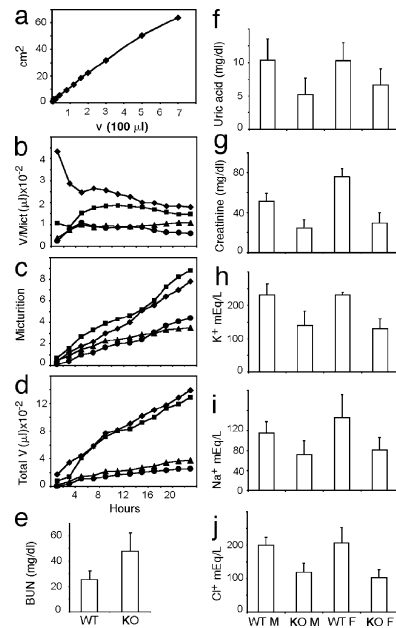 a
cm2
60
40
20
0
0 1 2 3 4 5 6 7
v (100 µl)
b
V/Mict (µl)x10-2
4
2
0
c
Micturition
8
6
4
2
0
d
Total V (µl)x10-2
12
8
4
0
4 8 12 16 20
Hours
e
BUN (mg/dl)
60
40
20
0
WT KO
f
Uric acid (mg/dl)
10
5
0
g
Creatinine (mg/dl)
80
40
0
h
K+ mEq/L
200
100
0
i
Na+ mEq/L
120
80
40
0
j
Cl+ mEq/L
200
100
0
WT M KO M WT F KO F